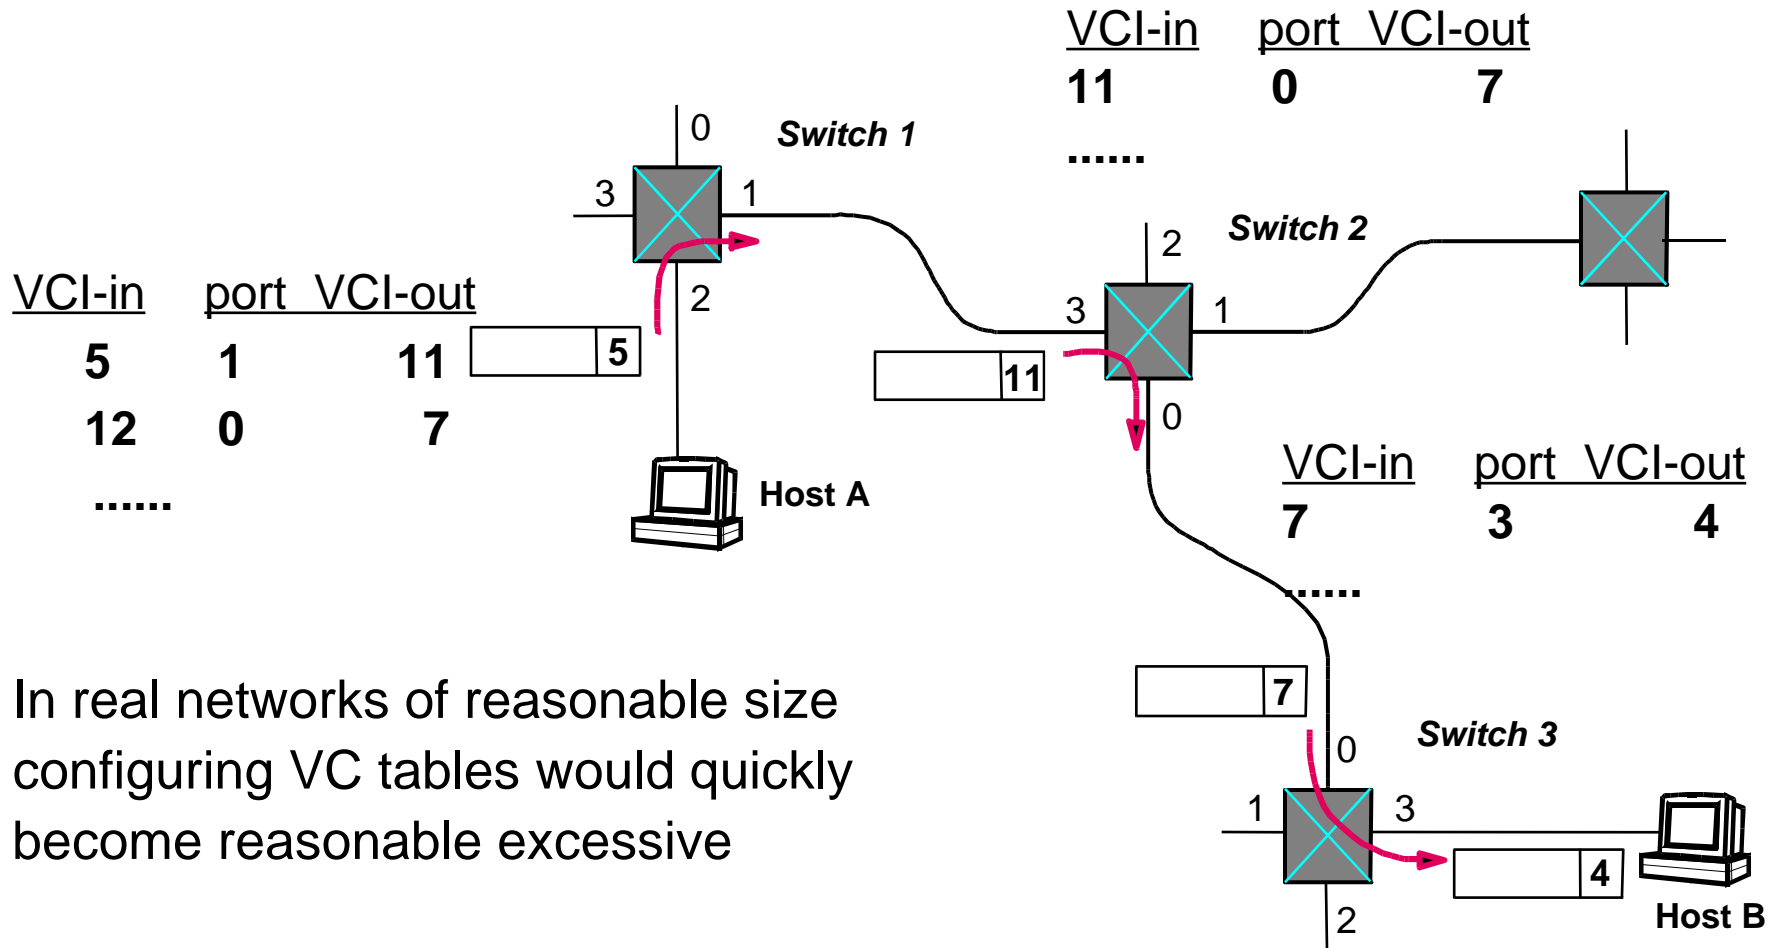 VCI-in port VCI-out
11 0 7
......
0
Switch 1
3
1
2
Switch 2
2
VCI-in port VCI-out
5 1 11
12 0 7
......
5
3
1
11
0
Host A
VCI-in port VCI-out
7 3 4
......
In real networks of reasonable size
configuring VC tables would quickly
become reasonable excessive
7
Switch 3
0
1
3
4
2
Host B